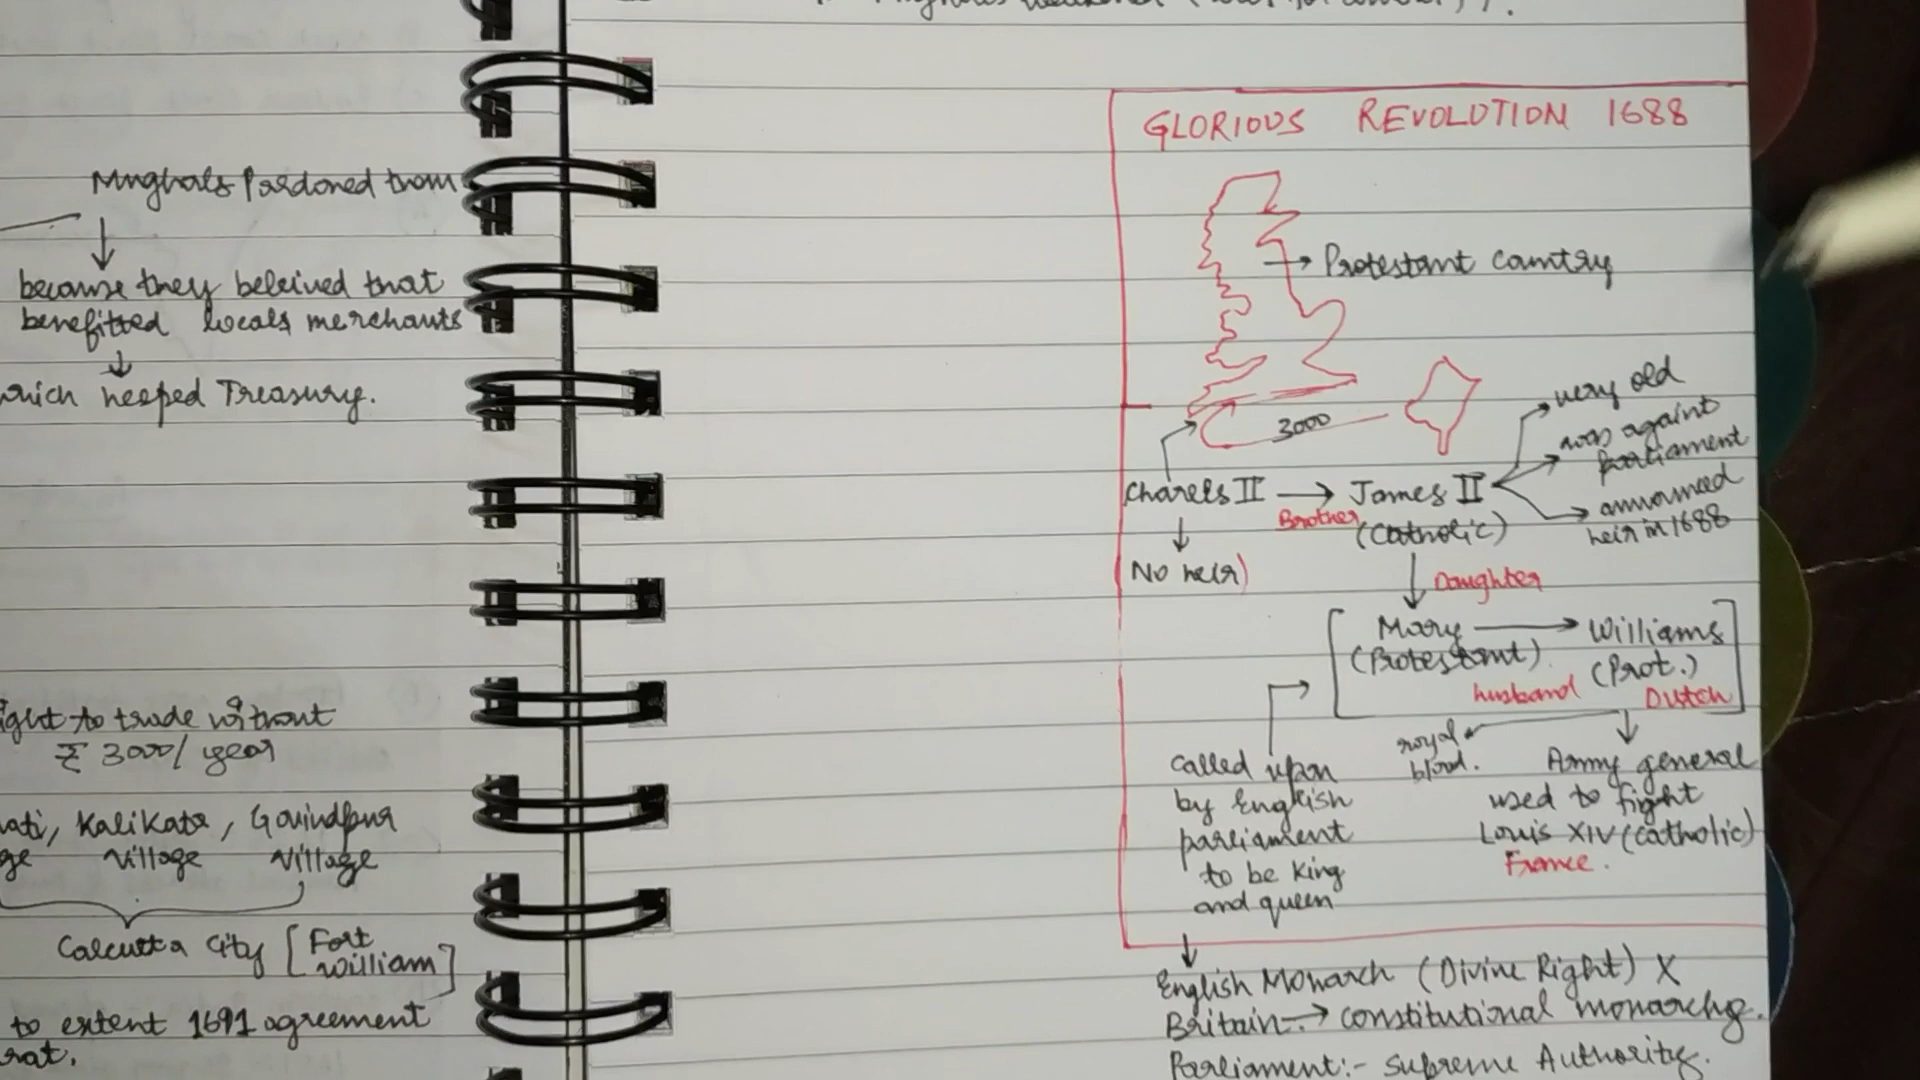 Mughals Pardoned them
because they beleived that
benefitted locals merchants
which helped Treasury.
ight to trade without
₹ 3000/ year
ati, Kalikata, Govindpur
ge village village
Calcutta City [Fort
William]
to extent 1691 agreement
rat.
GLORIOUS REVOLUTION 1688
→ Protestant Country
3000
very old
was againt
parliament
announced
heir in 1688
Charels II → James II
Brother
(Catholic)
No heir)
Daughter
Mary → Williams
(Protestant) (Prot.)
husband Dutch
royal
blood.
Army general
used to fight
Louis XIV (Catholic)
France.
Called upon
by English
parliament
to be King
and queen
English Monarch (Divine Right) X
Britain:→ constitutional monarchy.
Parliament:- Supreme Authority.